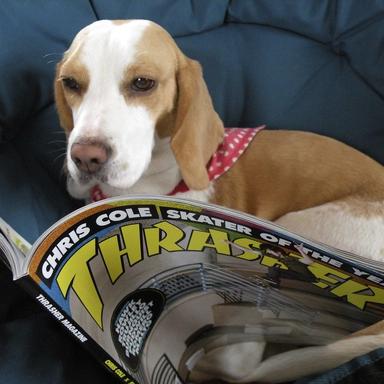 CHRIS COLE SKATER OF THE YE
THRASHER
THRASHER MAGAZINE